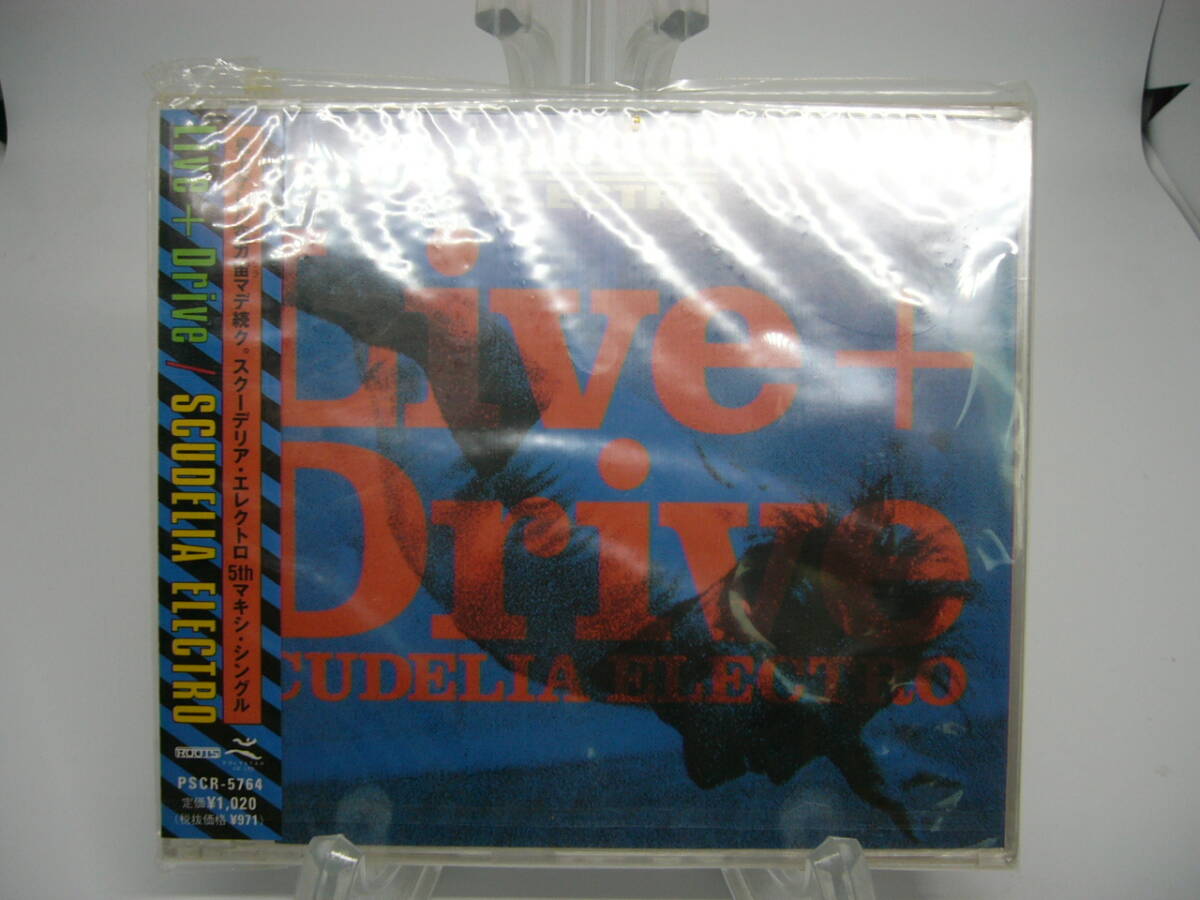 Live + Drive / SCUDELIA ELECTRO
マデ続ク。スクーデリア・エレクトロ 5thマキシ・シングル
ROOTS
POLYSTAR
PSCR-5764
定価¥1,020
(税抜価格 ¥971)
Live +
Drive
CUDELIA ELECTRO